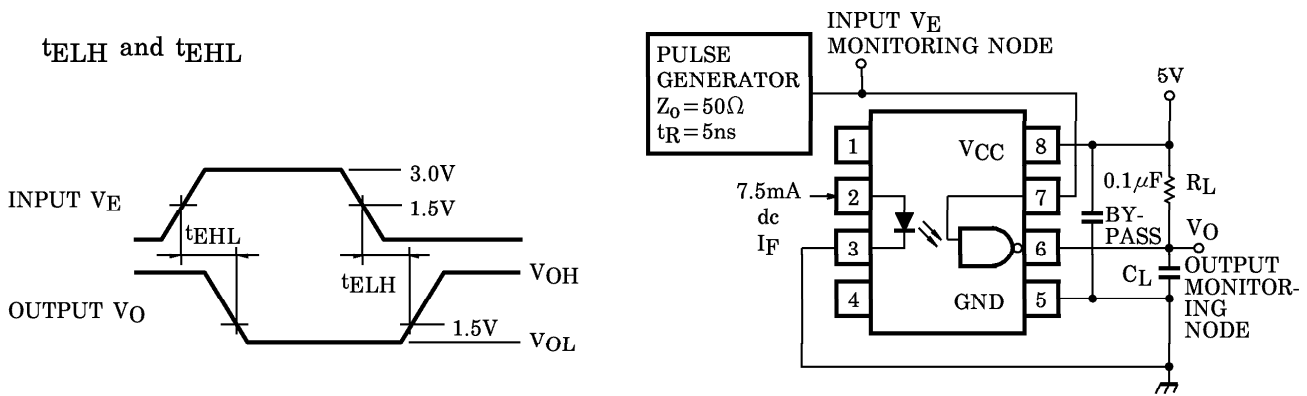 tELH and tEHL
INPUT VE
3.0V
1.5V
tEHL
tELH
OUTPUT VO
VOH
1.5V
VOL
PULSE
GENERATOR
Zo=50Ω
tR=5ns
INPUT VE
MONITORING NODE
5V
1
2
3
4
VCC
GND
8
7
6
5
7.5mA
dc
IF
0.1μF
BY-
PASS
RL
VO
CL
OUTPUT
MONITOR-
ING
NODE